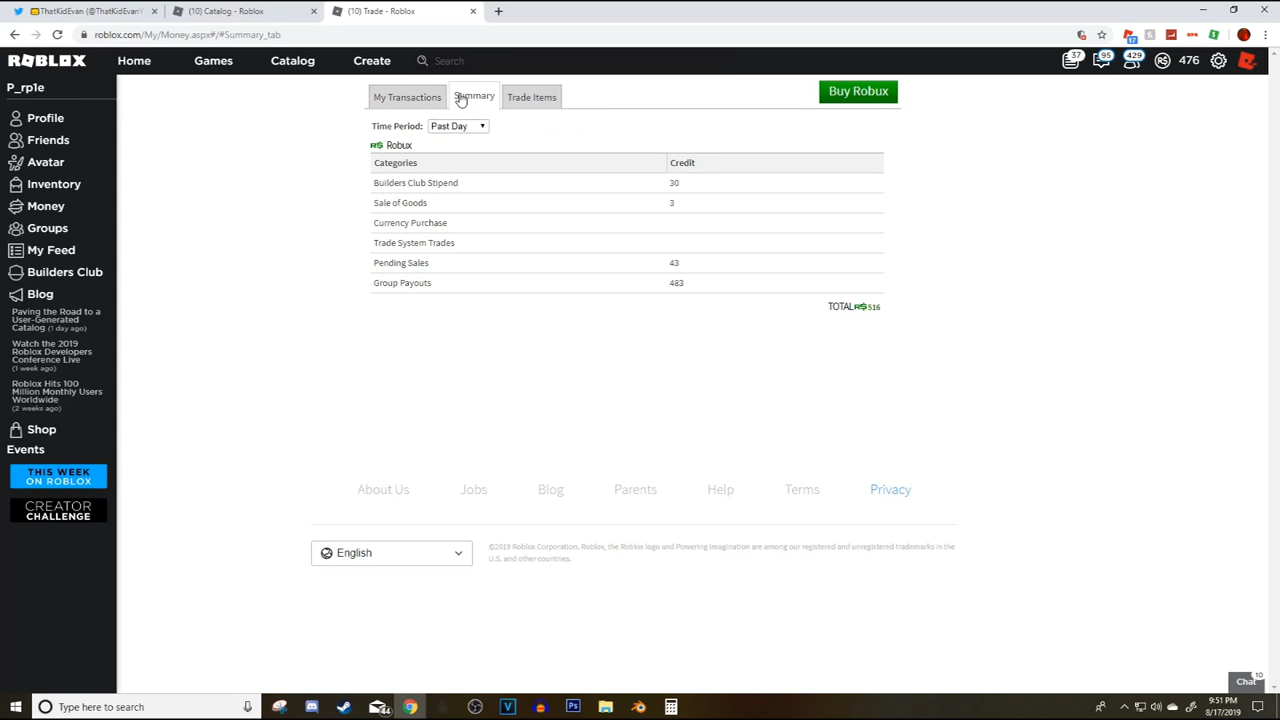 ThatKidEvan (@ThatKidEvanY
(10) Catalog - Roblox
(10) Trade - Roblox
roblox.com/My/Money.aspx#/#Summary_tab
ROBLOX
Home
Games
Catalog
Create
Search
37
95
429
476
P_rp1e
Profile
Friends
Avatar
Inventory
Money
Groups
My Feed
Builders Club
Blog
Paving the Road to a
User-Generated
Catalog (1 day ago)
Watch the 2019
Roblox Developers
Conference Live
(1 week ago)
Roblox Hits 100
Million Monthly Users
Worldwide
(2 weeks ago)
Shop
Events
THIS WEEK
ON ROBLOX
CREATOR
CHALLENGE
My Transactions
Summary
Trade Items
Buy Robux
Time Period: Past Day
R$ Robux
Categories Credit
Builders Club Stipend 30
Sale of Goods 3
Currency Purchase
Trade System Trades
Pending Sales 43
Group Payouts 483
TOTAL R$ 516
About Us
Jobs
Blog
Parents
Help
Terms
Privacy
English
©2019 Roblox Corporation. Roblox, the Roblox logo and Powering Imagination are among our registered and unregistered trademarks in the
U.S. and other countries.
Chat
10
Type here to search
44
Ps
9:51 PM
8/17/2019